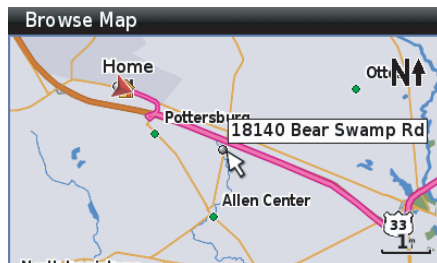 Browse Map
Home
N
Pottersburg
18140 Bear Swamp Rd
Allen Center
33
1